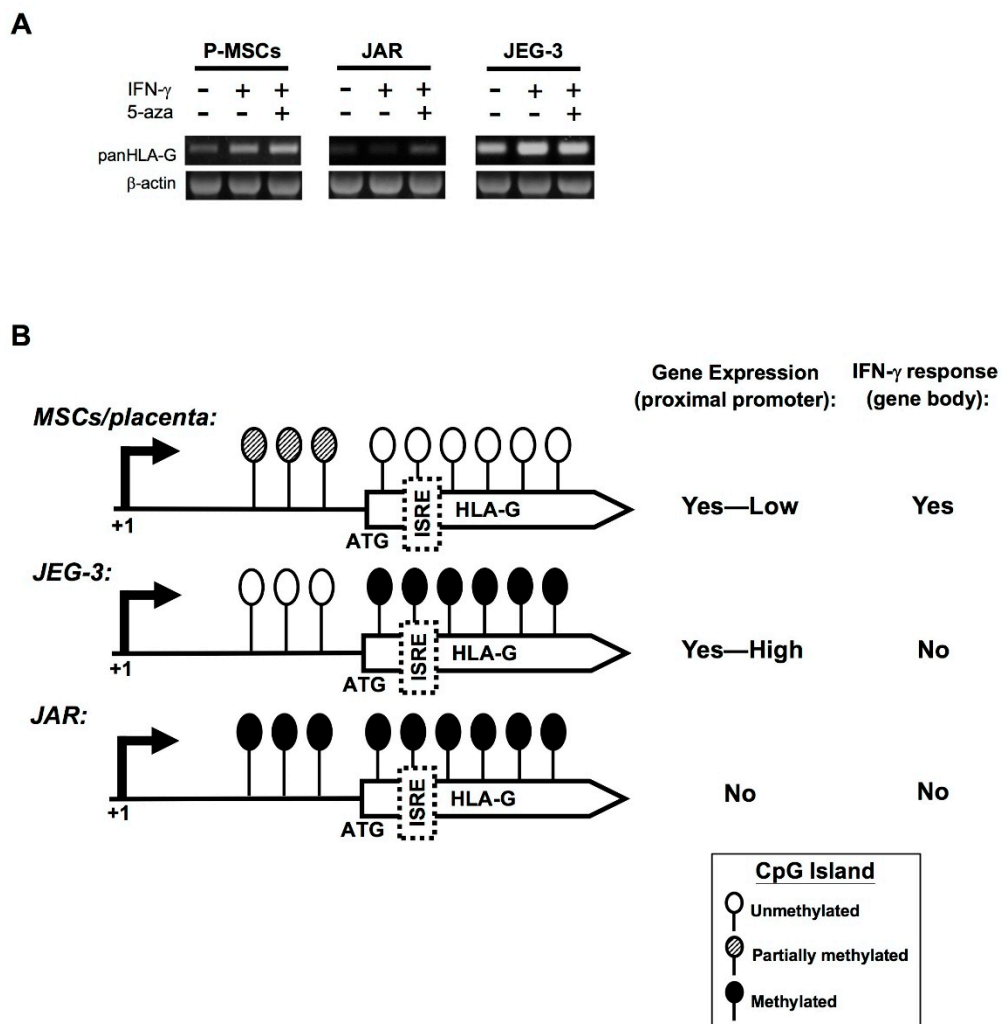 A
P-MSCs JAR JEG-3
IFN-γ - + + - + + - + +
5-aza - - + - - + - - +
panHLA-G
β-actin
B
Gene Expression
(proximal promoter):
IFN-γ response
(gene body):
MSCs/placenta:
+1
ATG
ISRE
HLA-G
Yes—Low
Yes
JEG-3:
+1
ATG
ISRE
HLA-G
Yes—High
No
JAR:
+1
ATG
ISRE
HLA-G
No
No
CpG Island
Unmethylated
Partially methylated
Methylated